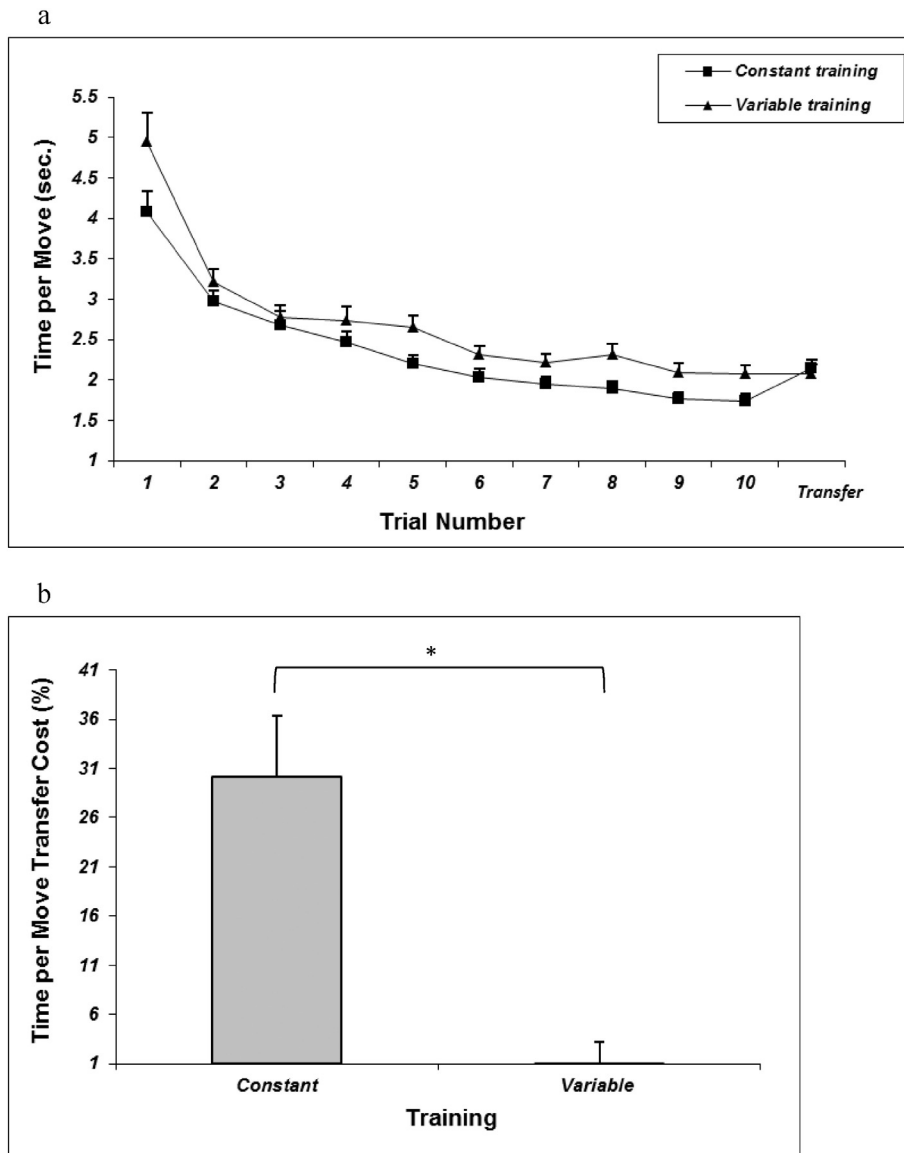 a
Constant training
Variable training
5.5
5
4.5
4
3.5
3
2.5
2
1.5
1
Time per Move (sec.)
1 2 3 4 5 6 7 8 9 10 Transfer
Trial Number
b
*
41
36
31
26
21
16
11
6
1
Time per Move Transfer Cost (%)
Constant Variable
Training